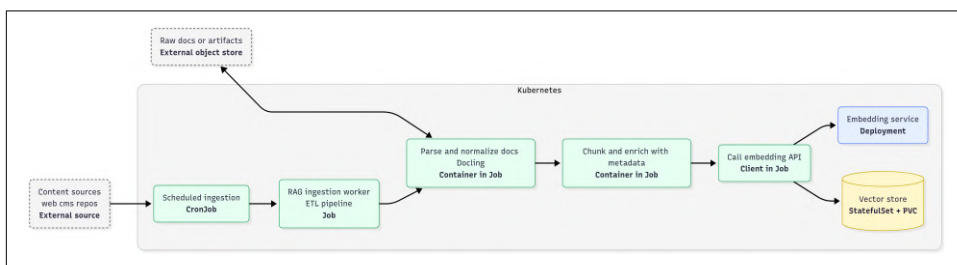 Raw docs or artifacts
External object store
Kubernetes
Content sources
web cms repos
External source
Scheduled ingestion
CronJob
RAG ingestion worker
ETL pipeline
Job
Parse and normalize docs
Docling
Container in Job
Chunk and enrich with
metadata
Container in Job
Call embedding API
Client in Job
Embedding service
Deployment
Vector store
StatefulSet + PVC